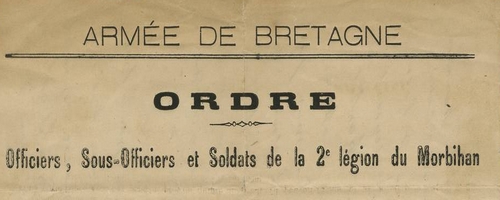 ARMÉE DE BRETAGNE
ORDRE
Officiers, Sous-Officiers et Soldats de la 2e légion du Morbihan